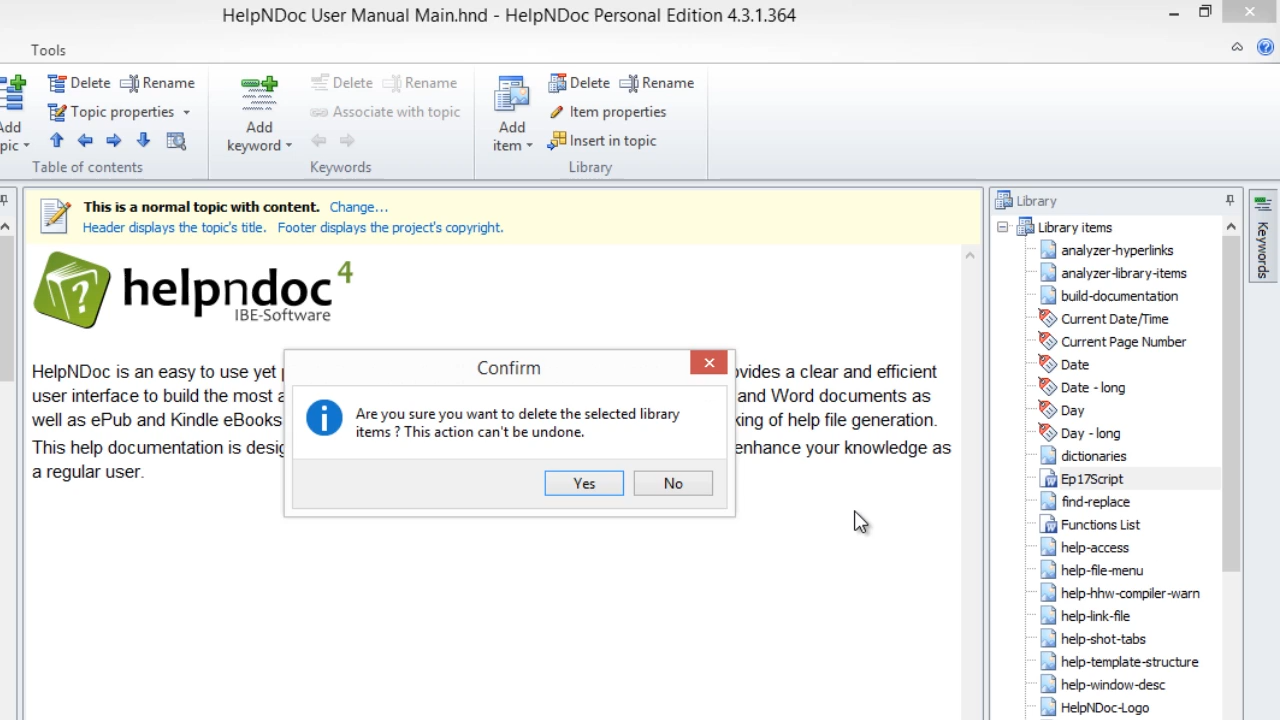 HelpNDoc User Manual Main.hnd - HelpNDoc Personal Edition 4.3.1.364
Tools
Delete Rename
Topic properties
Table of contents
Add
keyword
Delete Rename
Associate with topic
Keywords
Add
item
Delete Rename
Item properties
Insert in topic
Library
This is a normal topic with content. Change...
Header displays the topic's title. Footer displays the project's copyright.
helpndoc 4
IBE-Software
HelpNDoc is an easy to use yet
user interface to build the most
well as ePub and Kindle eBooks
This help documentation is
a regular user.
a clear and efficient
and Word documents as
of help file generation.
enhance your knowledge as
Confirm
Are you sure you want to delete the selected library
items ? This action can't be undone.
Yes No
Library
Library items
analyzer-hyperlinks
analyzer-library-items
build-documentation
Current Date/Time
Current Page Number
Date
Date - long
Day
Day - long
dictionaries
Ep17Script
find-replace
Functions List
help-access
help-file-menu
help-hhw-compiler-warn
help-link-file
help-shot-tabs
help-template-structure
help-window-desc
HelpNDoc-Logo
Keywords